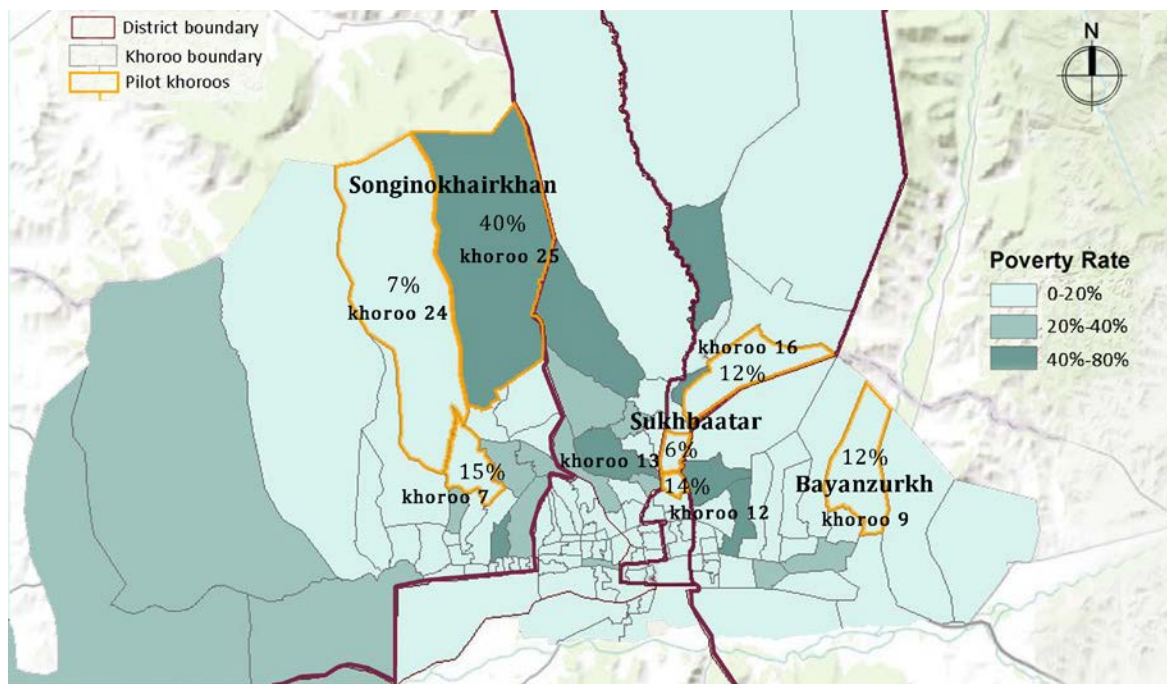 District boundary
Khoroo boundary
Pilot khoroos
N
Songinokhairkhan
40%
khoroo 25
7%
khoroo 24
Poverty Rate
0-20%
20%-40%
40%-80%
khoroo 16
12%
Sukhbaatar
6%
khoroo 13
14%
khoroo 12
15%
khoroo 7
12%
Bayanzurkh
khoroo 9